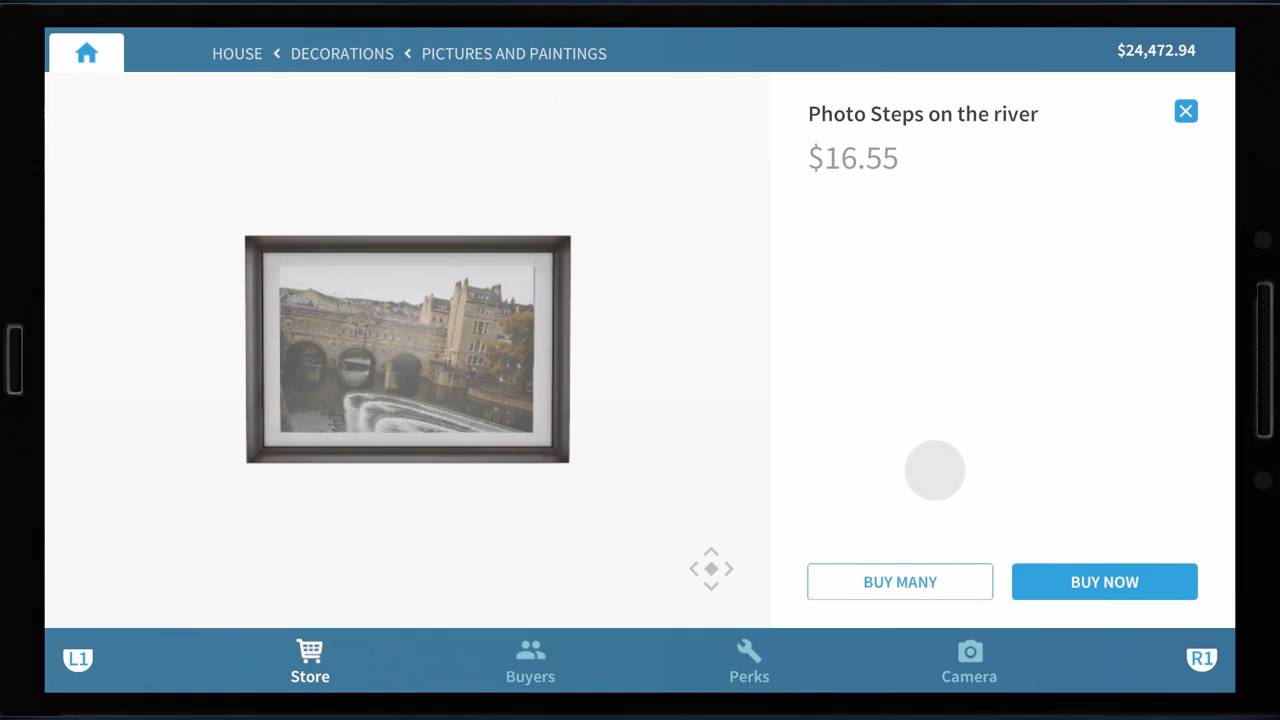 HOUSE < DECORATIONS < PICTURES AND PAINTINGS
$24,472.94
Photo Steps on the river
$16.55
BUY MANY
BUY NOW
L1
Store
Buyers
Perks
Camera
R1